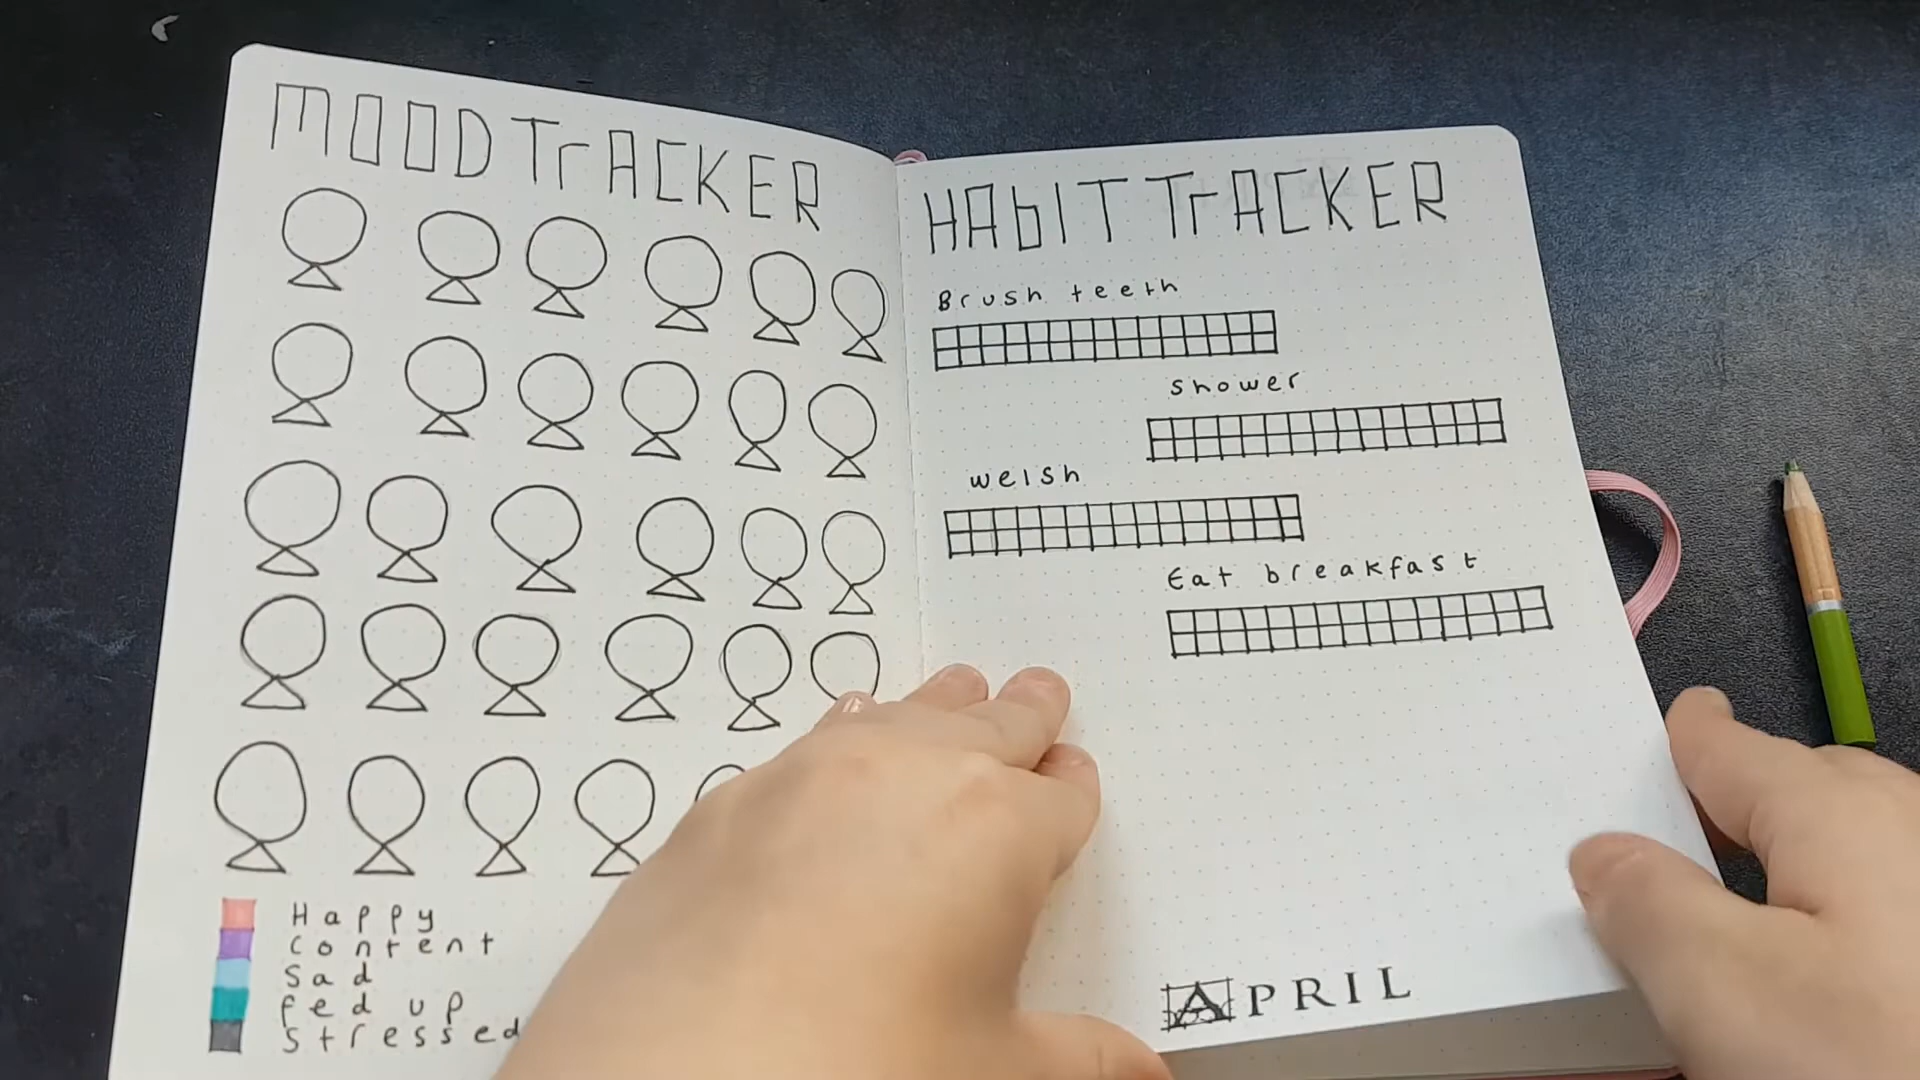 MOOD TrACKER
Happy
Content
Sad
fed up
Stressed
HAbIT TrACKER
Brush teeth
Shower
welsh
Eat breakfast
APRIL